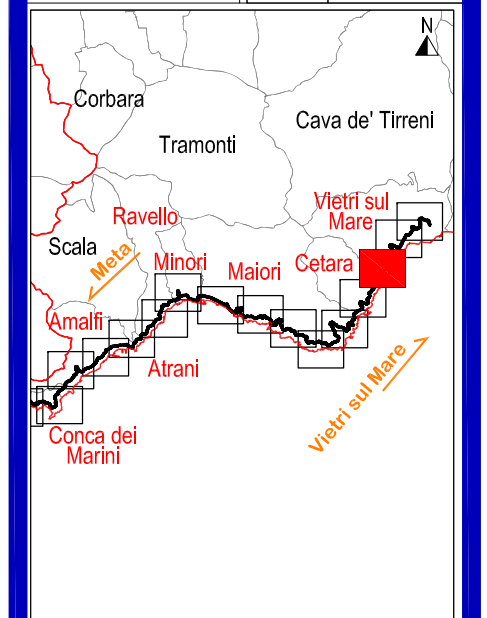 N
Corbara
Cava de' Tirreni
Tramonti
Vietri sul
Mare
Ravello
Scala
Meta
Minori
Maiori
Cetara
Amalfi
Atrani
Vietri sul Mare
Conca dei
Marini